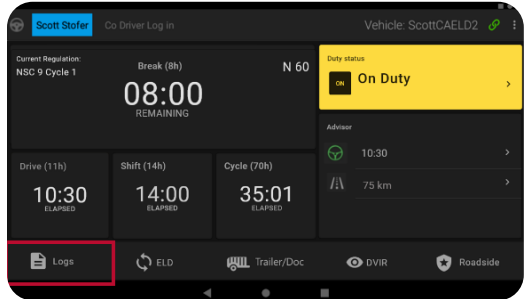 Scott Stofer
Co Driver Log in
Vehicle: ScottCAELD2
Current Regulation:
NSC 9 Cycle 1
Break (8h)
N 60
08:00
REMAINING
Duty status
ON
On Duty
Advisor
10:30
75 km
Drive (11h)
10:30
ELAPSED
Shift (14h)
14:00
ELAPSED
Cycle (70h)
35:01
ELAPSED
Logs
ELD
Trailer/Doc
DVIR
Roadside